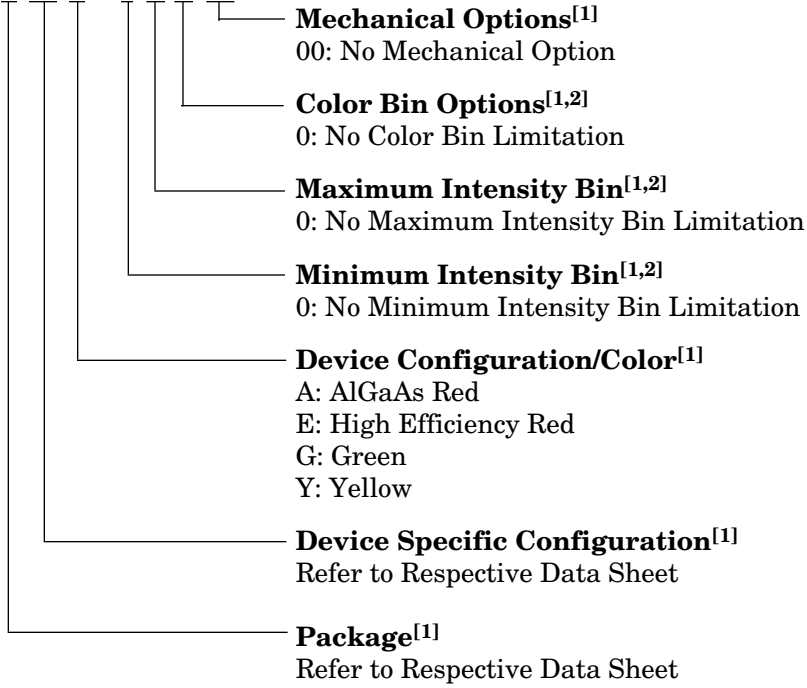 Mechanical Options[1]
00: No Mechanical Option
Color Bin Options[1,2]
0: No Color Bin Limitation
Maximum Intensity Bin[1,2]
0: No Maximum Intensity Bin Limitation
Minimum Intensity Bin[1,2]
0: No Minimum Intensity Bin Limitation
Device Configuration/Color[1]
A: AlGaAs Red
E: High Efficiency Red
G: Green
Y: Yellow
Device Specific Configuration[1]
Refer to Respective Data Sheet
Package[1]
Refer to Respective Data Sheet